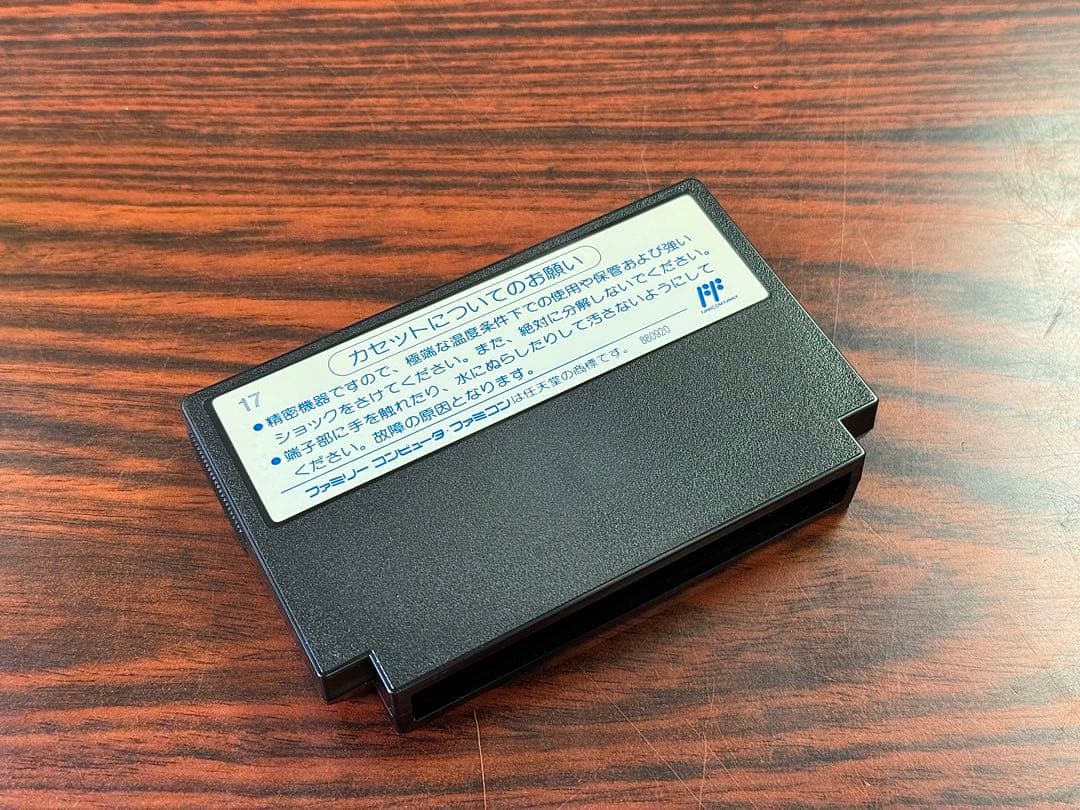 17
カセットについてのお願い
●精密機器ですので、極端な温度条件下での使用や保管および強い
ショックをさけてください。また、絶対に分解しないでください。
●端子部に手を触れたり、水にぬらしたりして汚さないようにして
ください。故障の原因となります。
FF
FAMICOM FAMILY
ファミリーコンピュータ・ファミコンは任天堂の商標です。 880920